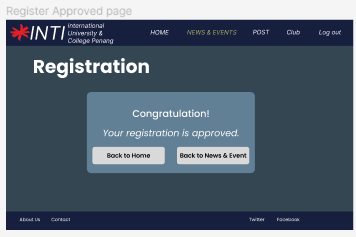 Register Approved page
INTI
International
University &
College Penang
HOME
NEWS & EVENTS
POST
Club
Log out
Registration
Congratulation!
Your registration is approved.
Back to Home
Back to News & Event
About Us
Contact
Twitter
Facebook